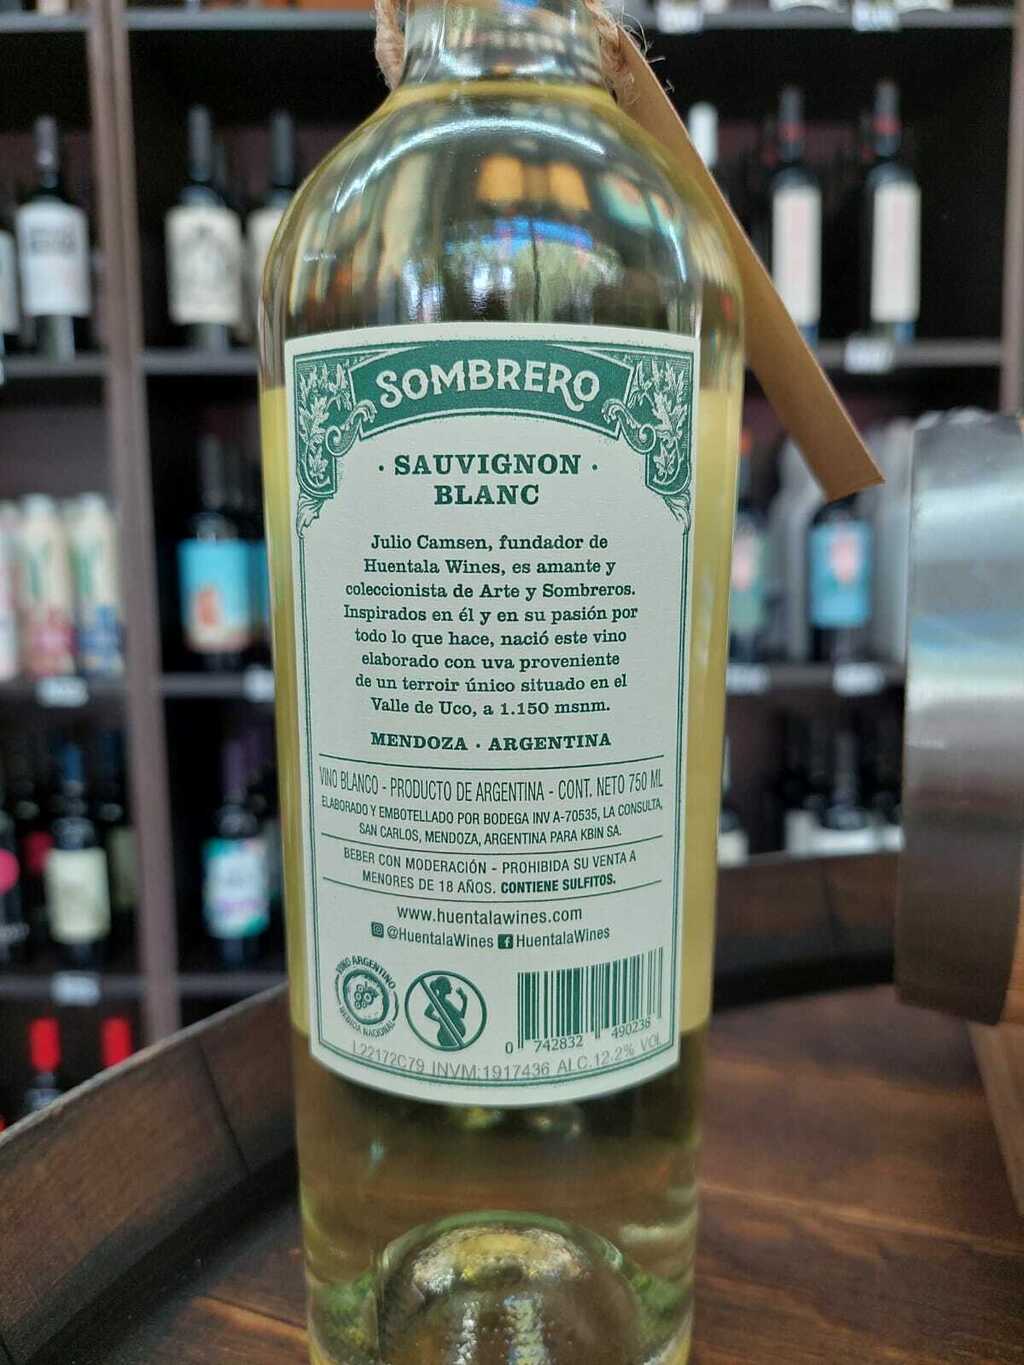 SOMBRERO
· SAUVIGNON ·
BLANC
Julio Camsen, fundador de
Huentala Wines, es amante y
coleccionista de Arte y Sombreros.
Inspirados en él y en su pasión por
todo lo que hace, nació este vino
elaborado con uva proveniente
de un terroir único situado en el
Valle de Uco, a 1.150 msnm.
MENDOZA · ARGENTINA
VINO BLANCO - PRODUCTO DE ARGENTINA - CONT. NETO 750 ML
ELABORADO Y EMBOTELLADO POR BODEGA INV A-70535, LA CONSULTA,
SAN CARLOS, MENDOZA, ARGENTINA PARA KBIN SA.
BEBER CON MODERACIÓN - PROHIBIDA SU VENTA A
MENORES DE 18 AÑOS. CONTIENE SULFITOS.
www.huentalawines.com
@HuentalaWines HuentalaWines
VINO ARGENTINO
BEBIDA NACIONAL
0 742832 490238
L22172C79 INVM:1917436 ALC.12.2% VOL